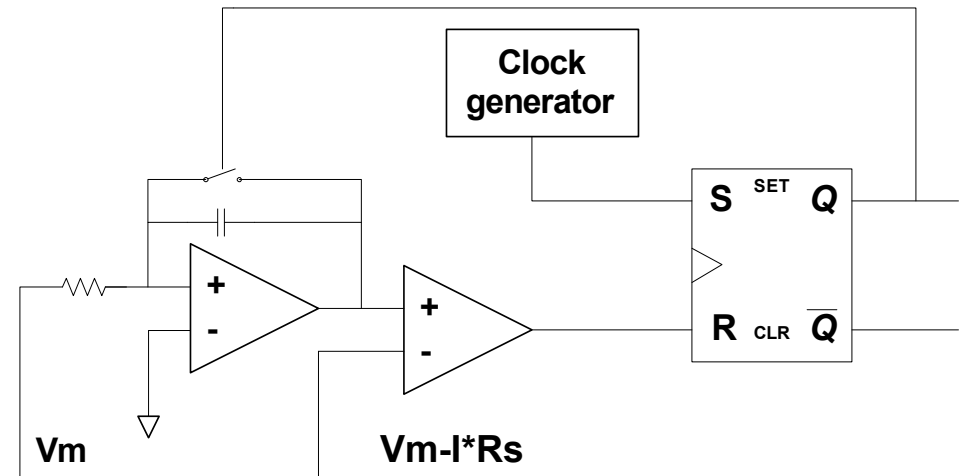 Clock
generator
S SET Q
+
-
+
-
R CLR Q̅
Vm
Vm-I*Rs